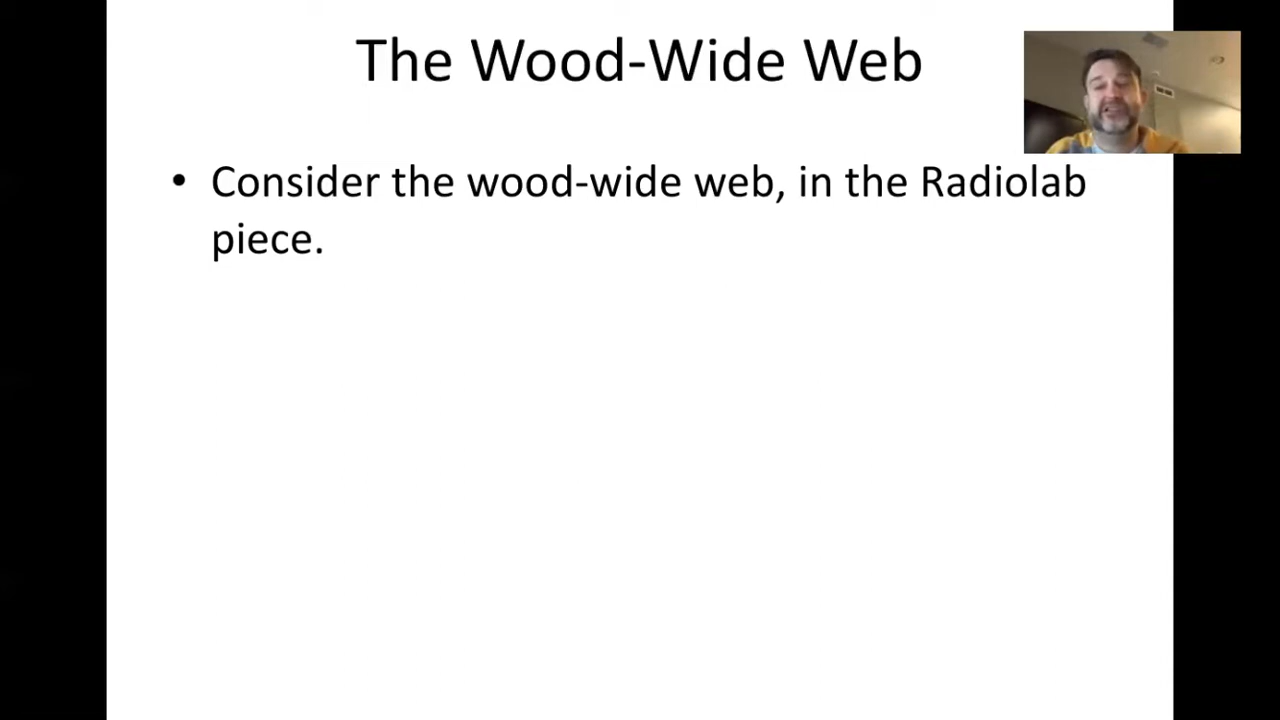 The Wood-Wide Web
• Consider the wood-wide web, in the Radiolab
piece.